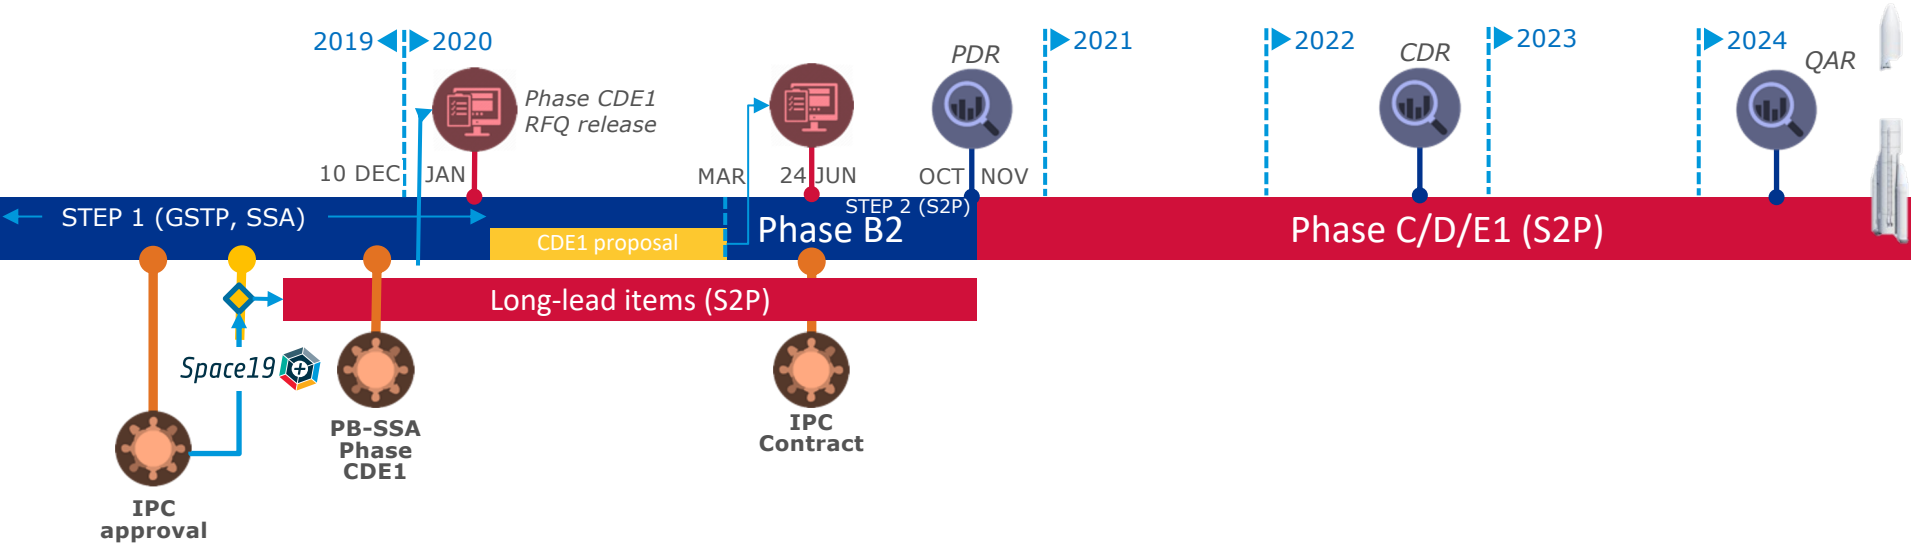 2019
2020
2021
2022
2023
2024
PDR
CDR
QAR
Phase CDE1
RFQ release
10 DEC
JAN
MAR
24 JUN
OCT
NOV
STEP 1 (GSTP, SSA)
STEP 2 (S2P)
Phase B2
CDE1 proposal
Phase C/D/E1 (S2P)
Long-lead items (S2P)
Space19
PB-SSA
Phase
CDE1
IPC
Contract
IPC
approval